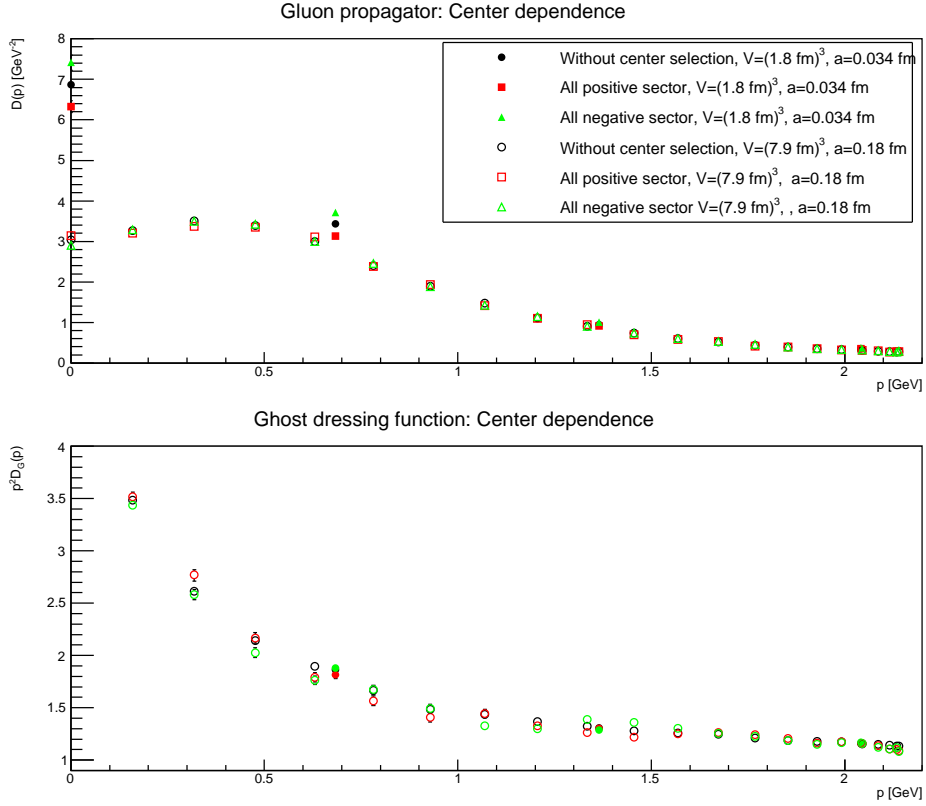 Gluon propagator: Center dependence
D(p) [GeV⁻²]
8
7
6
5
4
3
2
1
0
Without center selection, V=(1.8 fm)³, a=0.034 fm
All positive sector, V=(1.8 fm)³, a=0.034 fm
All negative sector, V=(1.8 fm)³, a=0.034 fm
Without center selection, V=(7.9 fm)³, a=0.18 fm
All positive sector, V=(7.9 fm)³, a=0.18 fm
All negative sector V=(7.9 fm)³, , a=0.18 fm
0 0.5 1 1.5 2
p [GeV]
Ghost dressing function: Center dependence
p²D_G(p)
4
3.5
3
2.5
2
1.5
1
0 0.5 1 1.5 2
p [GeV]